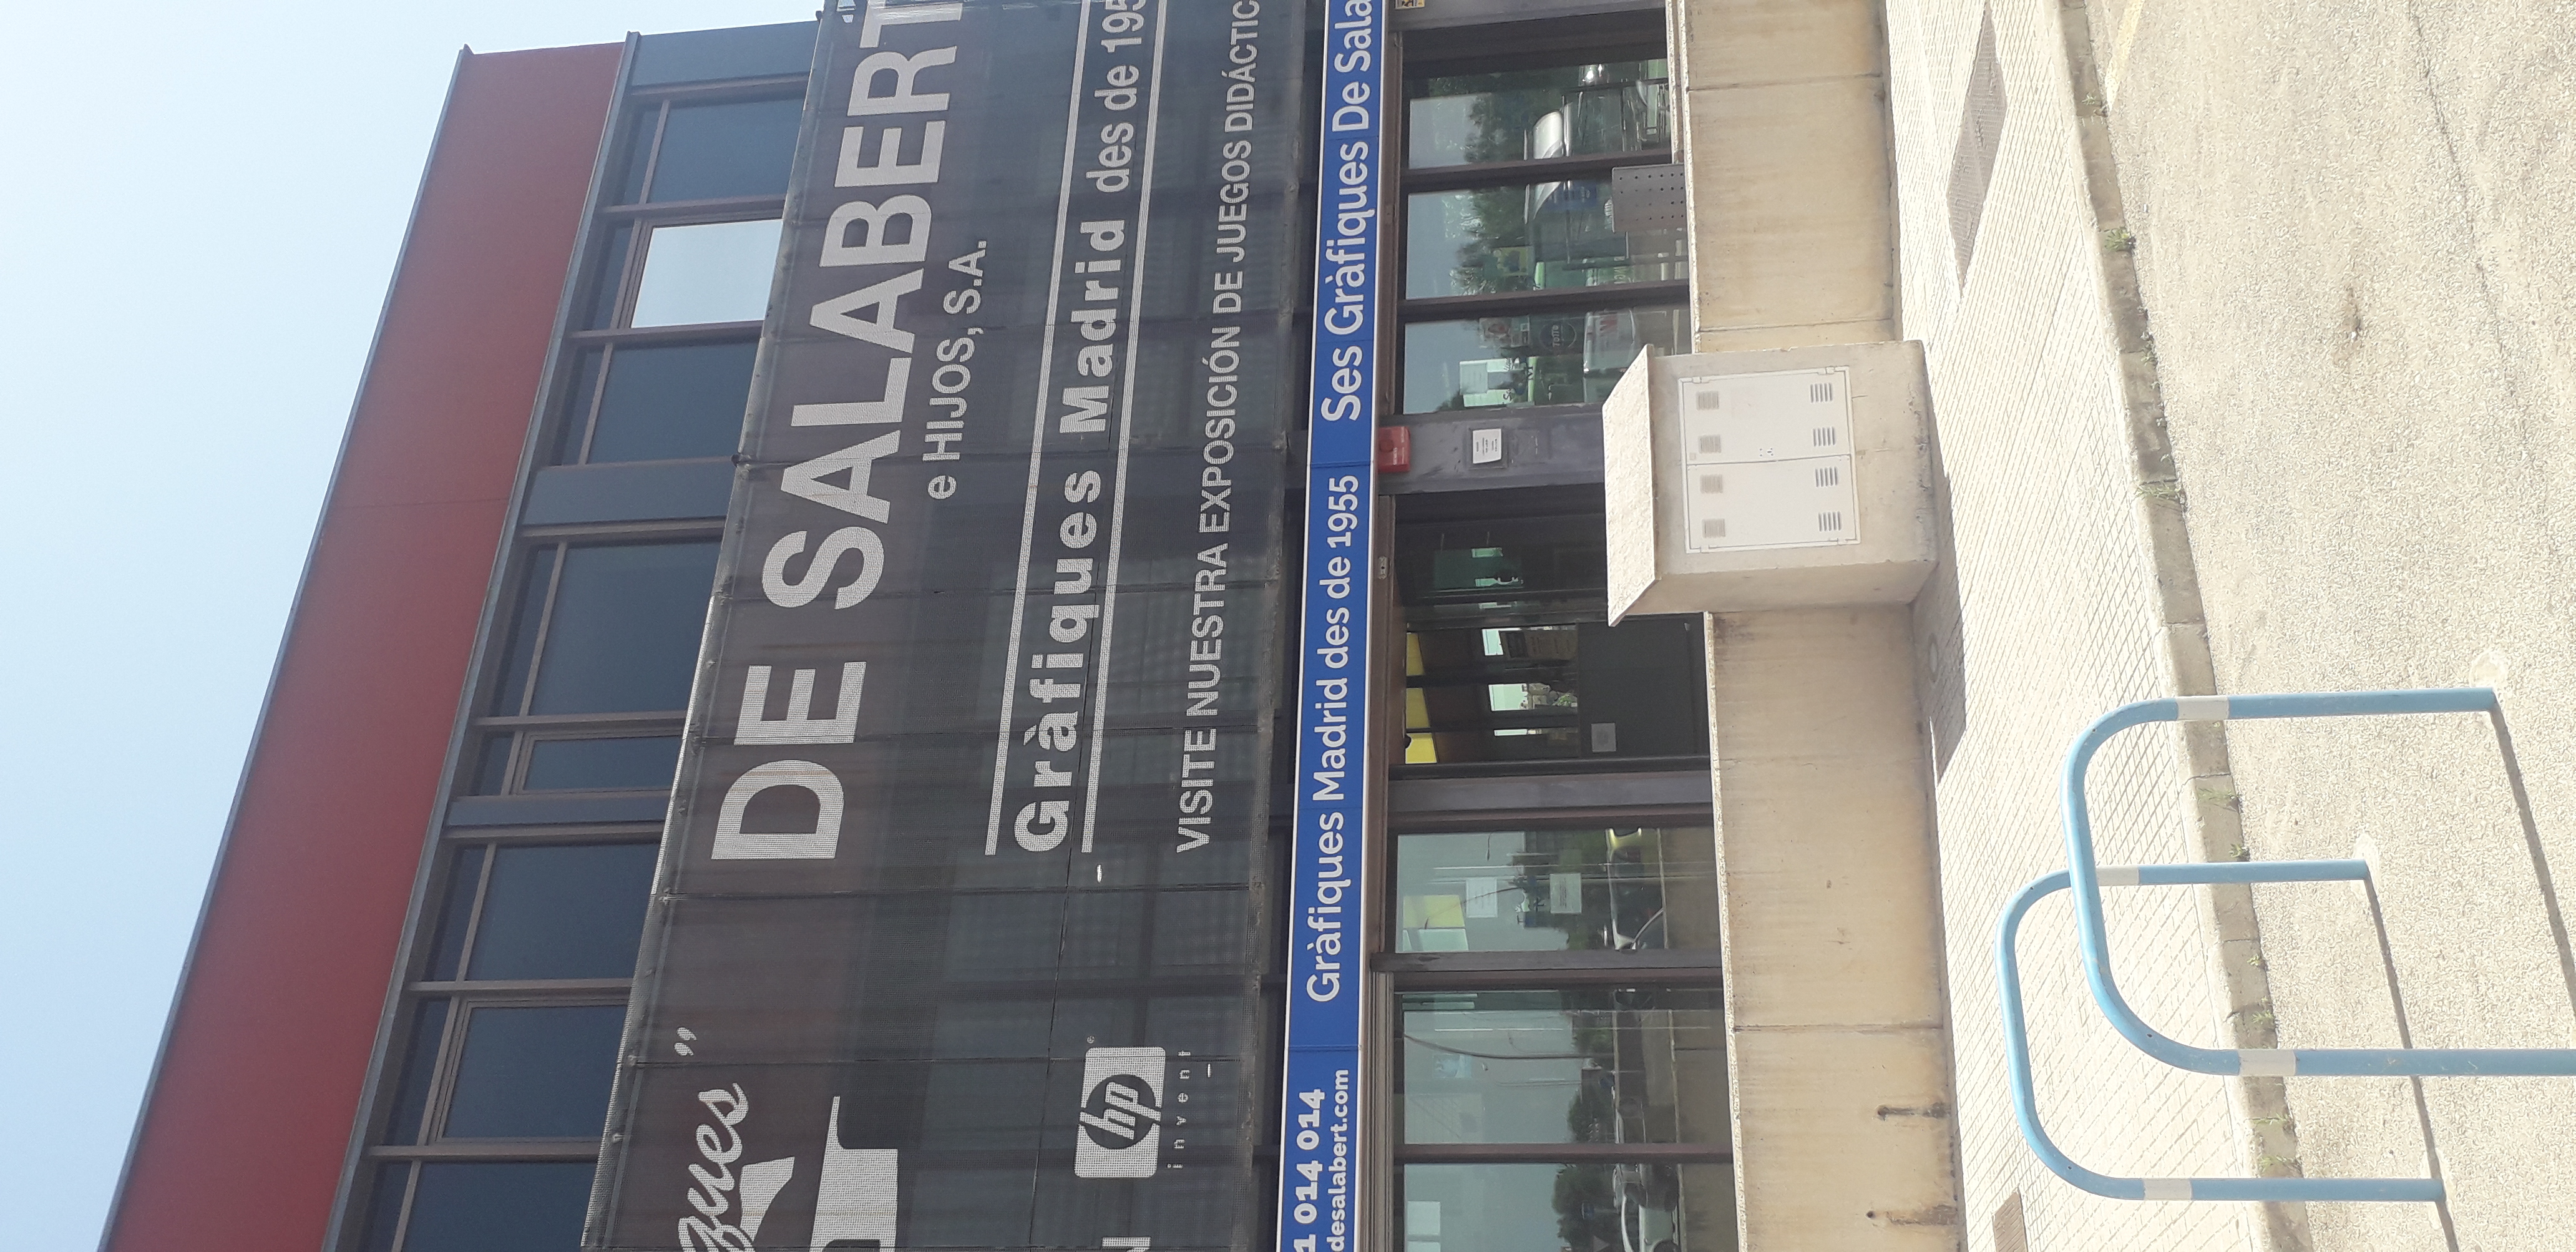 ques”
DE SALABERT
e HIJOS, S.A.
Gràfiques Madrid des de 195
VISITE NUESTRA EXPOSICIÓN DE JUEGOS DIDÁCTIC
hp
invent
1 014 014
desalabert.com
Gràfiques Madrid des de 1955
Ses Gràfiques De Sala